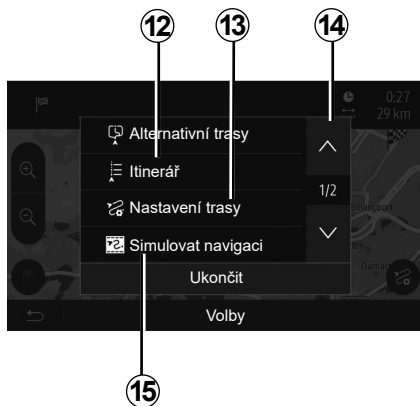 12 13 14
0:27
29 km
Alternativní trasy
Itinerář
1/2
Nastavení trasy
Billancourt
Simulovat navigaci
Ukončit
Volby
15